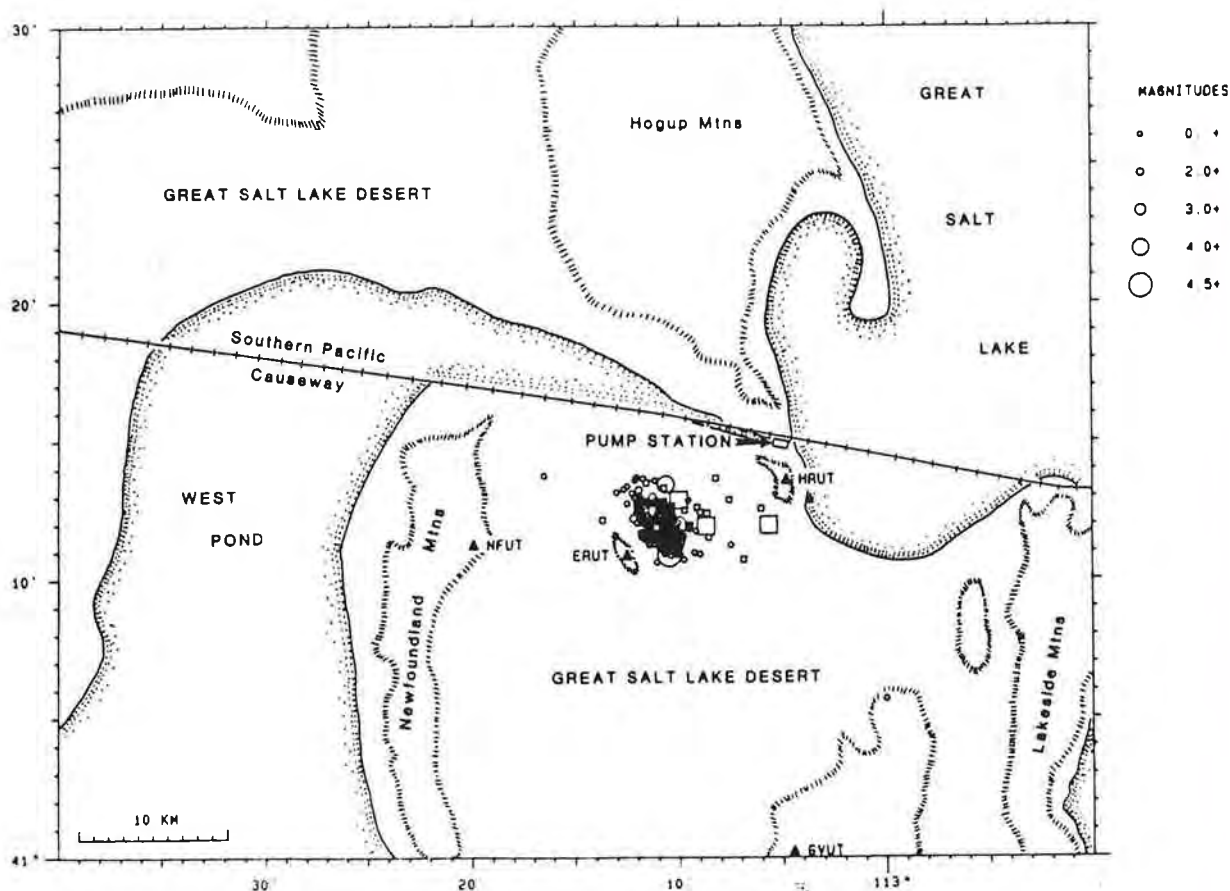 30'
GREAT
MAGNITUDES
Hogup Mtns
0. +
2.0+
GREAT SALT LAKE DESERT
3.0+
SALT
4.0+
4.5+
20'
Southern Pacific
LAKE
Causeway
PUMP STATION
HRUT
WEST
POND
Mtns
NFUT
ERUT
10'
Newfoundland
GREAT SALT LAKE DESERT
Lakeside Mtns
10 KM
41°
GYUT
30'
20'
10'
113°